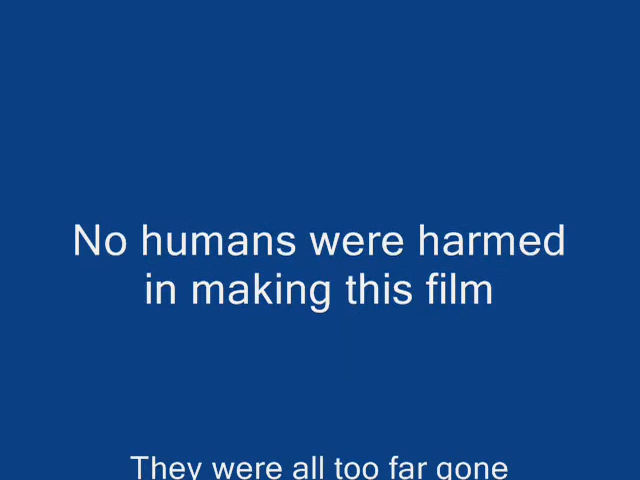 No humans were harmed
in making this film
They were all too far gone